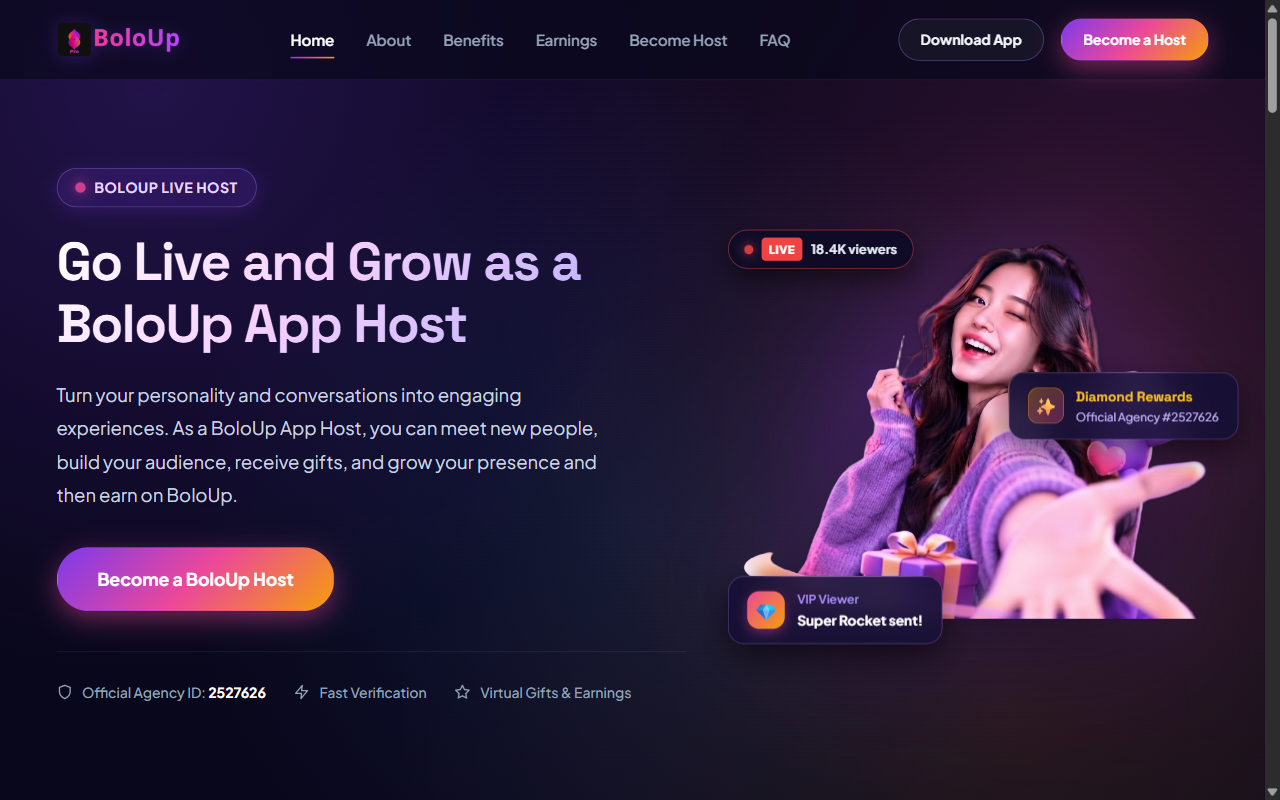 BoloUp
Home
About
Benefits
Earnings
Become Host
FAQ
Download App
Become a Host
BOLOUP LIVE HOST
Go Live and Grow as a
BoloUp App Host
Turn your personality and conversations into engaging
experiences. As a BoloUp App Host, you can meet new people,
build your audience, receive gifts, and grow your presence and
then earn on BoloUp.
Become a BoloUp Host
Official Agency ID: 2527626
Fast Verification
Virtual Gifts & Earnings
LIVE 18.4K viewers
Diamond Rewards
Official Agency #2527626
VIP Viewer
Super Rocket sent!